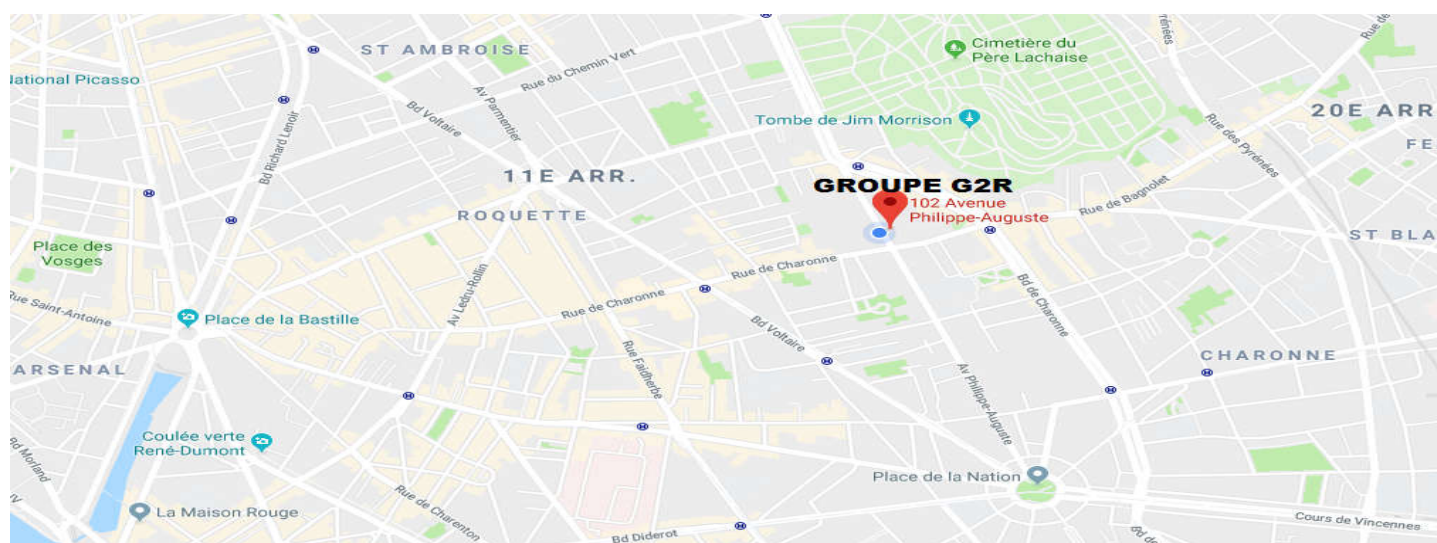 ST AMBROISE
Cimetière du
Père Lachaise
Rue du Chemin Vert
National Picasso
Av Parmentier
Bd Voltaire
Bd Richard Lenoir
Tombe de Jim Morrison
20E ARR
Rue des Pyrénées
FE
11E ARR.
GROUPE G2R
102 Avenue
Philippe-Auguste
Rue de Bagnolet
ROQUETTE
ST BLA
Place des
Vosges
Rue de Charonne
Rue de Charonne
Av Ledru-Rollin
Bd de Charonne
Rue Saint-Antoine
Place de la Bastille
Bd Voltaire
Rue Faidherbe
CHARONNE
ARSENAL
Av Philippe-Auguste
Coulée verte
René-Dumont
Bd Morland
Place de la Nation
Rue de Charenton
La Maison Rouge
Cours de Vincennes
Bd Diderot